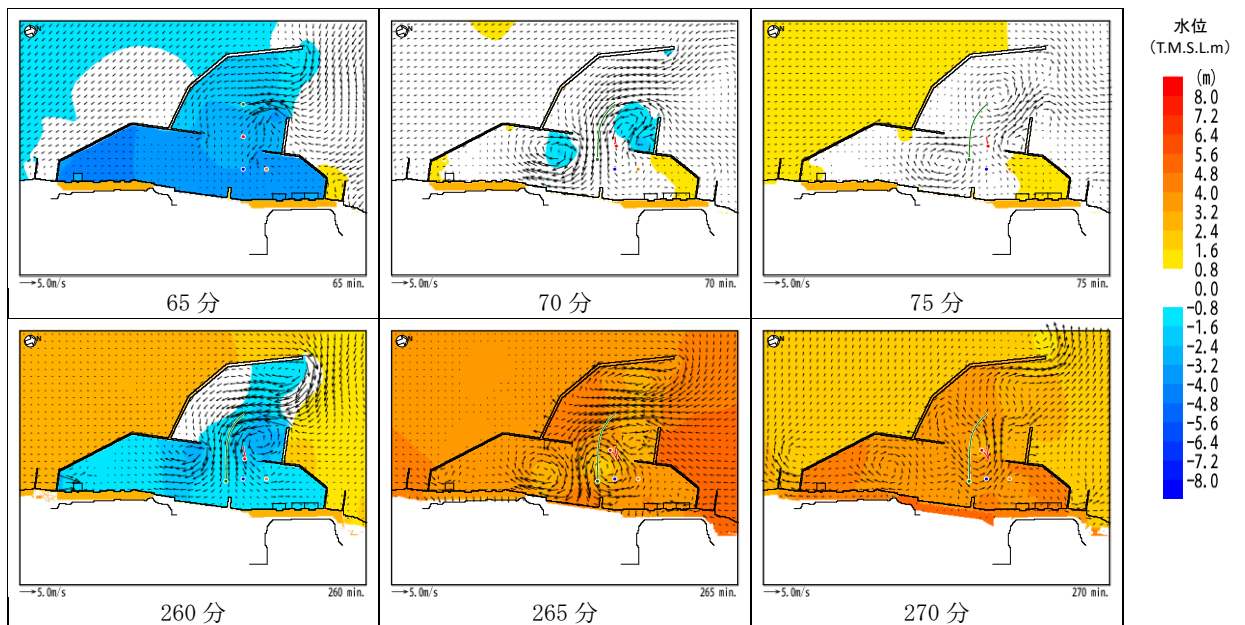 N
N
N
→5.0m/s 65 min.
→5.0m/s 70 min.
→5.0m/s 75 min.
65 分
70 分
75 分
N
N
N
→5.0m/s 260 min.
→5.0m/s 265 min.
→5.0m/s 270 min.
260 分
265 分
270 分
水位
(T.M.S.L.m)
(m)
8.0
7.2
6.4
5.6
4.8
4.0
3.2
2.4
1.6
0.8
0.0
-0.8
-1.6
-2.4
-3.2
-4.0
-4.8
-5.6
-6.4
-7.2
-8.0